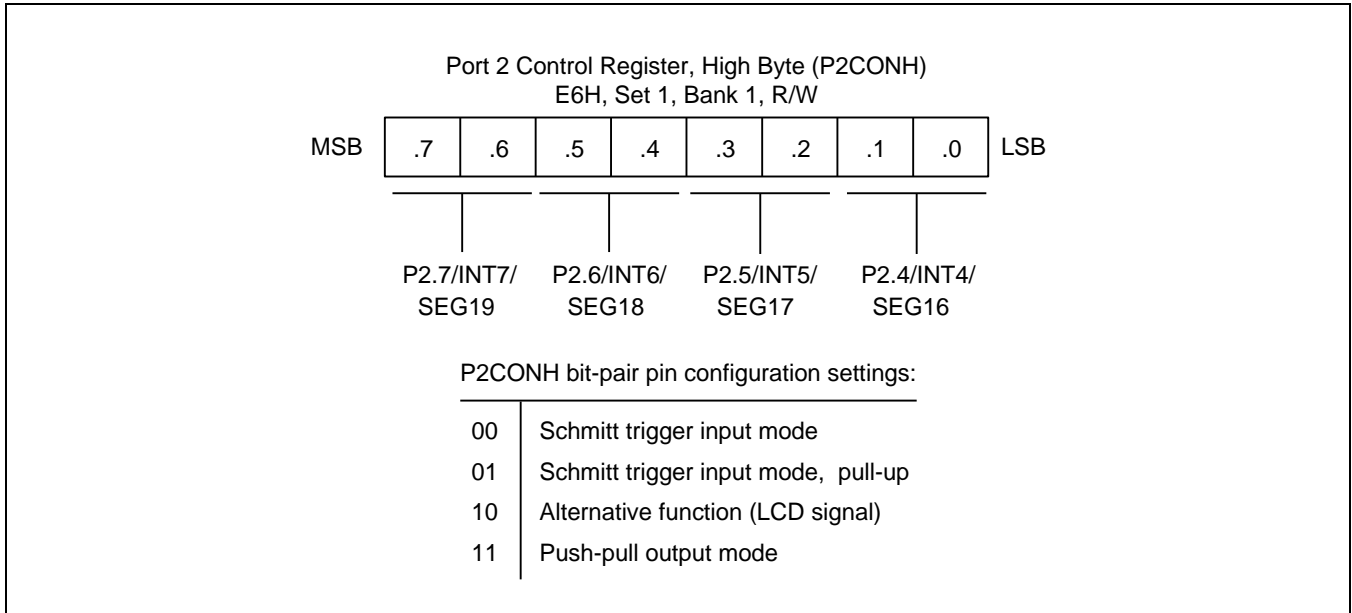 Port 2 Control Register, High Byte (P2CONH)
E6H, Set 1, Bank 1, R/W
MSB .7 .6 .5 .4 .3 .2 .1 .0 LSB
P2.7/INT7/ P2.6/INT6/ P2.5/INT5/ P2.4/INT4/
SEG19 SEG18 SEG17 SEG16
P2CONH bit-pair pin configuration settings:
00 Schmitt trigger input mode
01 Schmitt trigger input mode, pull-up
10 Alternative function (LCD signal)
11 Push-pull output mode